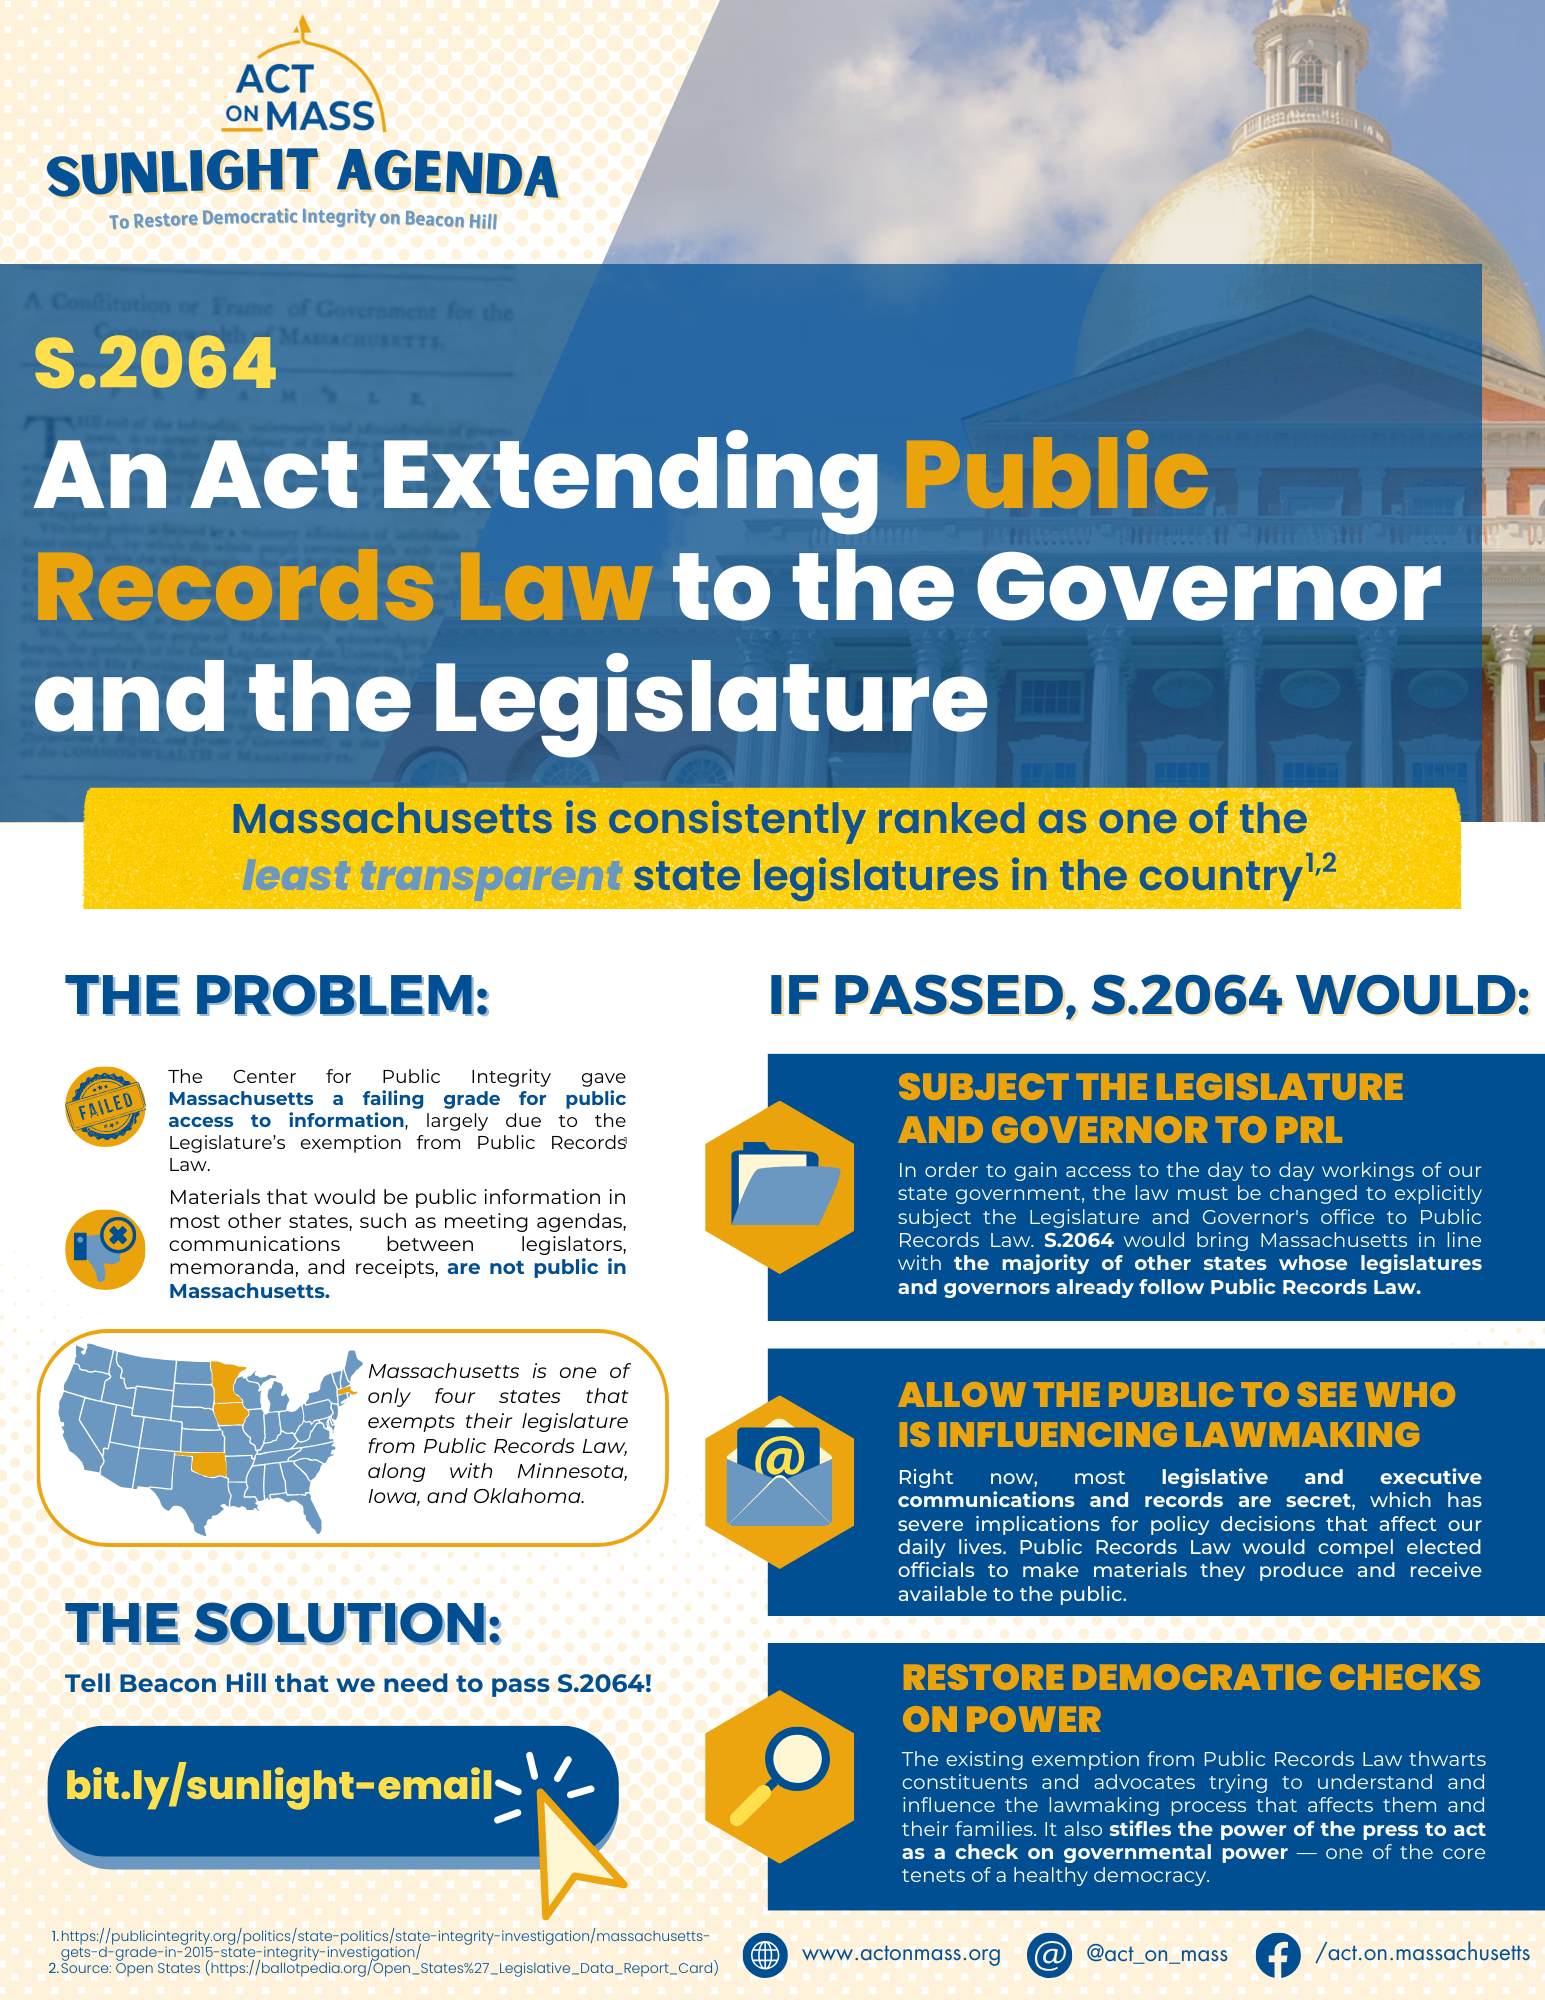 ACT
ON MASS
SUNLIGHT AGENDA
To Restore Democratic Integrity on Beacon Hill
A Conſtitution or Frame of Government for the
Commonwealth of MASSACHUSETTS.
S.2064
An Act Extending Public
Records Law to the Governor
and the Legislature
Massachusetts is consistently ranked as one of the
least transparent state legislatures in the country1,2
THE PROBLEM:
FAILED
The Center for Public Integrity gave
Massachusetts a failing grade for public
access to information, largely due to the
Legislature's exemption from Public Records
Law.
Materials that would be public information in
most other states, such as meeting agendas,
communications between legislators,
memoranda, and receipts, are not public in
Massachusetts.
Massachusetts is one of
only four states that
exempts their legislature
from Public Records Law,
along with Minnesota,
Iowa, and Oklahoma.
THE SOLUTION:
Tell Beacon Hill that we need to pass S.2064!
bit.ly/sunlight-email
IF PASSED, S.2064 WOULD:
SUBJECT THE LEGISLATURE
AND GOVERNOR TO PRL
In order to gain access to the day to day workings of our
state government, the law must be changed to explicitly
subject the Legislature and Governor's office to Public
Records Law. S.2064 would bring Massachusetts in line
with the majority of other states whose legislatures
and governors already follow Public Records Law.
@
ALLOW THE PUBLIC TO SEE WHO
IS INFLUENCING LAWMAKING
Right now, most legislative and executive
communications and records are secret, which has
severe implications for policy decisions that affect our
daily lives. Public Records Law would compel elected
officials to make materials they produce and receive
available to the public.
RESTORE DEMOCRATIC CHECKS
ON POWER
The existing exemption from Public Records Law thwarts
constituents and advocates trying to understand and
influence the lawmaking process that affects them and
their families. It also stifles the power of the press to act
as a check on governmental power — one of the core
tenets of a healthy democracy.
1. https://publicintegrity.org/politics/state-politics/state-integrity-investigation/massachusetts-
gets-d-grade-in-2015-state-integrity-investigation/
2. Source: Open States (https://ballotpedia.org/Open_States%27_Legislative_Data_Report_Card)
www.actonmass.org
@ @act_on_mass
/act.on.massachusetts